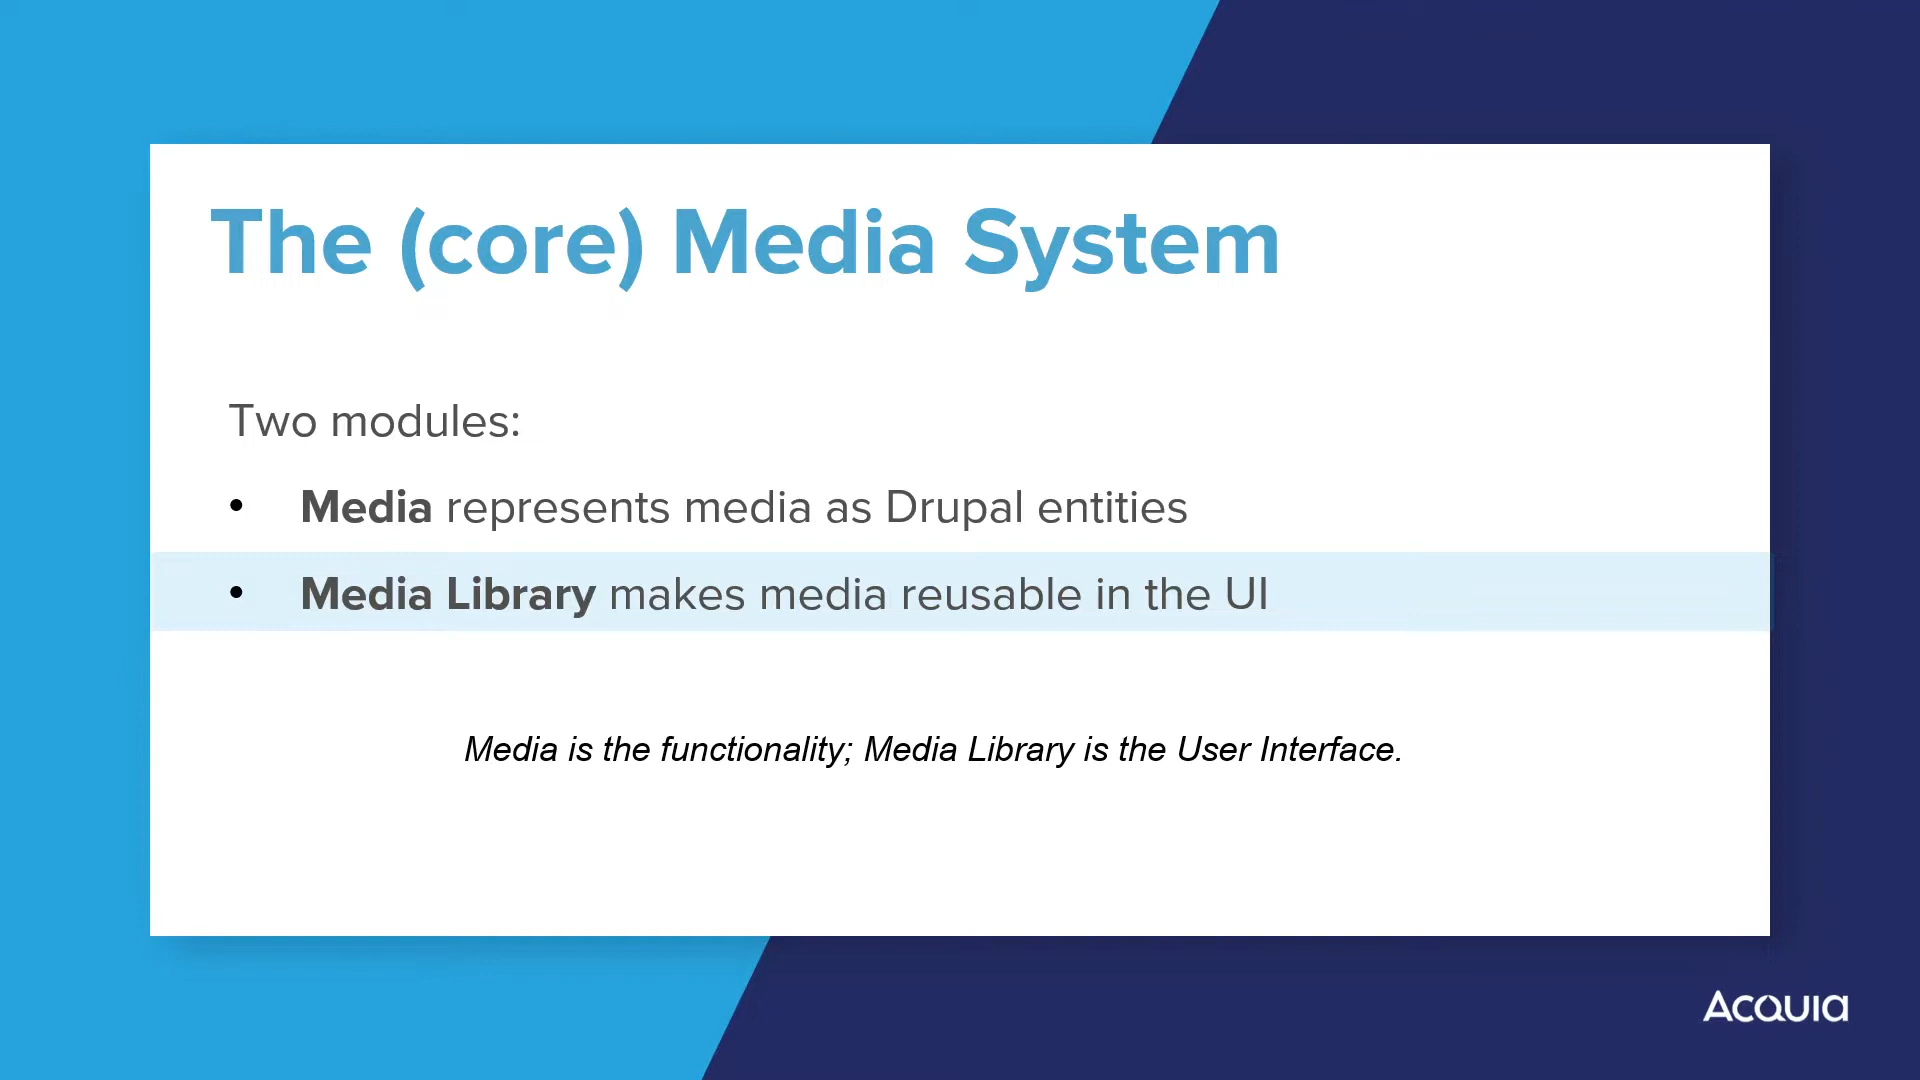 The (core) Media System
Two modules:
• Media represents media as Drupal entities
• Media Library makes media reusable in the UI
Media is the functionality; Media Library is the User Interface.
ACQUIA